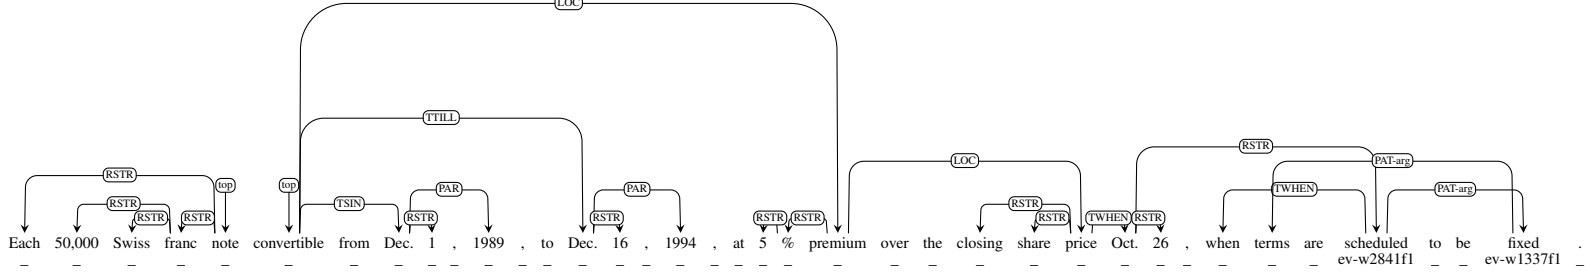 LOC
TTILL
RSTR PAT-arg
RSTR top top PAR PAR LOC TWHEN PAT-arg
RSTR TSIN RSTR
RSTR RSTR RSTR RSTR RSTR RSTR RSTR TWHEN RSTR
Each 50,000 Swiss franc note convertible from Dec. 1 , 1989 , to Dec. 16 , 1994 , at 5 % premium over the closing share price Oct. 26 , when terms are scheduled to be fixed .
_ _ _ _ _ _ _ _ _ _ _ _ _ _ _ _ _ _ _ _ _ _ _ _ _ _ _ _ _ _ _ _ _ ev-w2841f1 _ _ ev-w1337f1 _